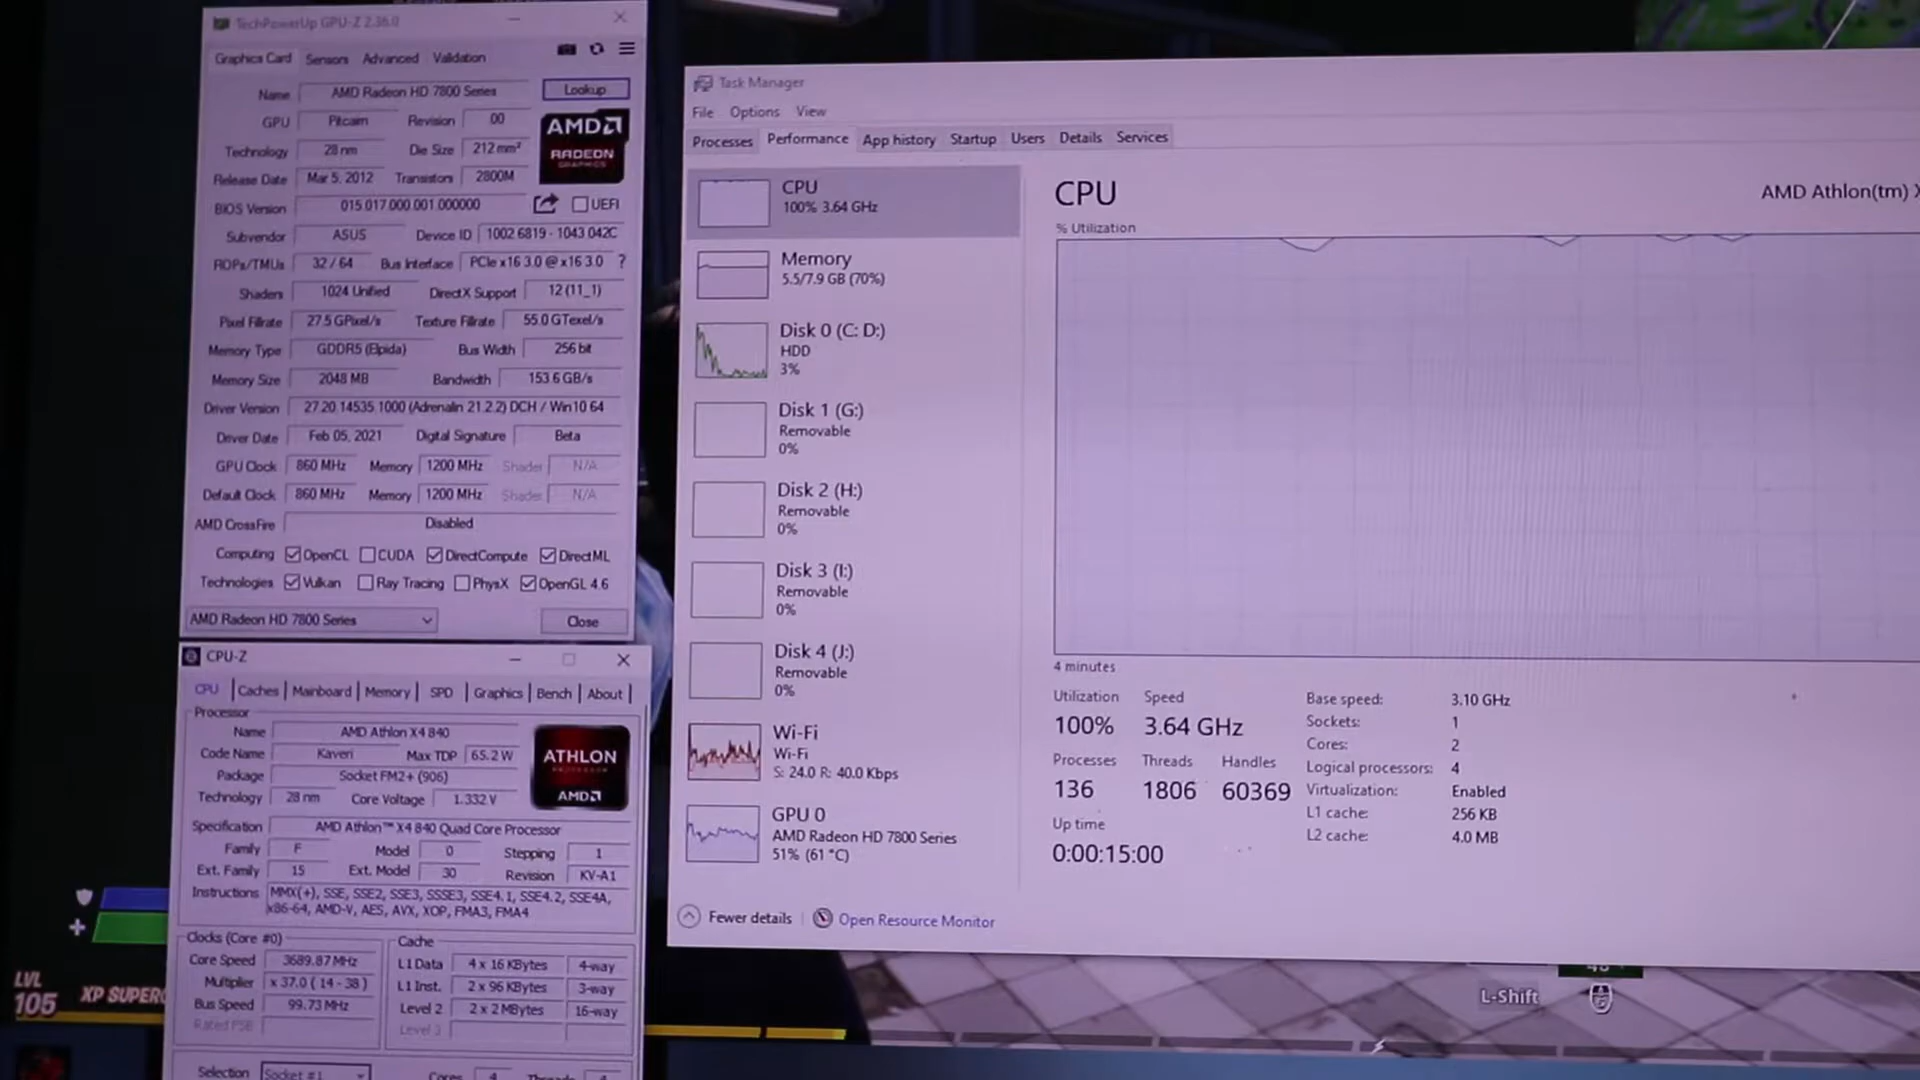 TechPowerUp GPU-Z 2.36.0
Graphics Card Sensors Advanced Validation
Name AMD Radeon HD 7800 Series Lookup
GPU Pitcairn Revision 00
AMD
RADEON
GRAPHICS
Technology 28 nm Die Size 212 mm²
Release Date Mar 5, 2012 Transistors 2800M
BIOS Version 015.017.000.001.000000 UEFI
Subvendor ASUS Device ID 1002 6819 - 1043 042C
ROPs/TMUs 32 / 64 Bus Interface PCIe x16 3.0 @ x16 3.0 ?
Shaders 1024 Unified DirectX Support 12 (11_1)
Pixel Fillrate 27.5 GPixel/s Texture Fillrate 55.0 GTexel/s
Memory Type GDDR5 (Elpida) Bus Width 256 bit
Memory Size 2048 MB Bandwidth 153.6 GB/s
Driver Version 27.20.14535.1000 (Adrenalin 21.2.2) DCH / Win10 64
Driver Date Feb 05, 2021 Digital Signature Beta
GPU Clock 860 MHz Memory 1200 MHz Shader N/A
Default Clock 860 MHz Memory 1200 MHz Shader N/A
AMD CrossFire Disabled
Computing OpenCL CUDA DirectCompute DirectML
Technologies Vulkan Ray Tracing PhysX OpenGL 4.6
AMD Radeon HD 7800 Series Close
CPU-Z
CPU Caches Mainboard Memory SPD Graphics Bench About
Processor
Name AMD Athlon X4 840
Code Name Kaveri Max TDP 65.2 W
Package Socket FM2+ (906)
Technology 28 nm Core Voltage 1.332 V
ATHLON
AMD
Specification AMD Athlon™ X4 840 Quad Core Processor
Family F Model 0 Stepping 1
Ext. Family 15 Ext. Model 30 Revision KV-A1
Instructions MMX(+), SSE, SSE2, SSE3, SSSE3, SSE4.1, SSE4.2, SSE4A,
x86-64, AMD-V, AES, AVX, XOP, FMA3, FMA4
Clocks (Core #0)
Core Speed 3689.87 MHz
Multiplier x 37.0 ( 14 - 38 )
Bus Speed 99.73 MHz
Rated FSB
Cache
L1 Data 4 x 16 KBytes 4-way
L1 Inst. 2 x 96 KBytes 3-way
Level 2 2 x 2 MBytes 16-way
Level 3
Selection Socket #1 Cores 4 Threads 4
Task Manager
File Options View
Processes Performance App history Startup Users Details Services
CPU
100% 3.64 GHz
Memory
5.5/7.9 GB (70%)
Disk 0 (C: D:)
HDD
3%
Disk 1 (G:)
Removable
0%
Disk 2 (H:)
Removable
0%
Disk 3 (I:)
Removable
0%
Disk 4 (J:)
Removable
0%
Wi-Fi
Wi-Fi
S: 24.0 R: 40.0 Kbps
GPU 0
AMD Radeon HD 7800 Series
51% (61 °C)
Fewer details Open Resource Monitor
CPU AMD Athlon(tm) X
% Utilization
4 minutes
Utilization Speed
100% 3.64 GHz
Processes Threads Handles
136 1806 60369
Up time
0:00:15:00
Base speed: 3.10 GHz
Sockets: 1
Cores: 2
Logical processors: 4
Virtualization: Enabled
L1 cache: 256 KB
L2 cache: 4.0 MB
LVL
105 XP SUPERC
L-Shift